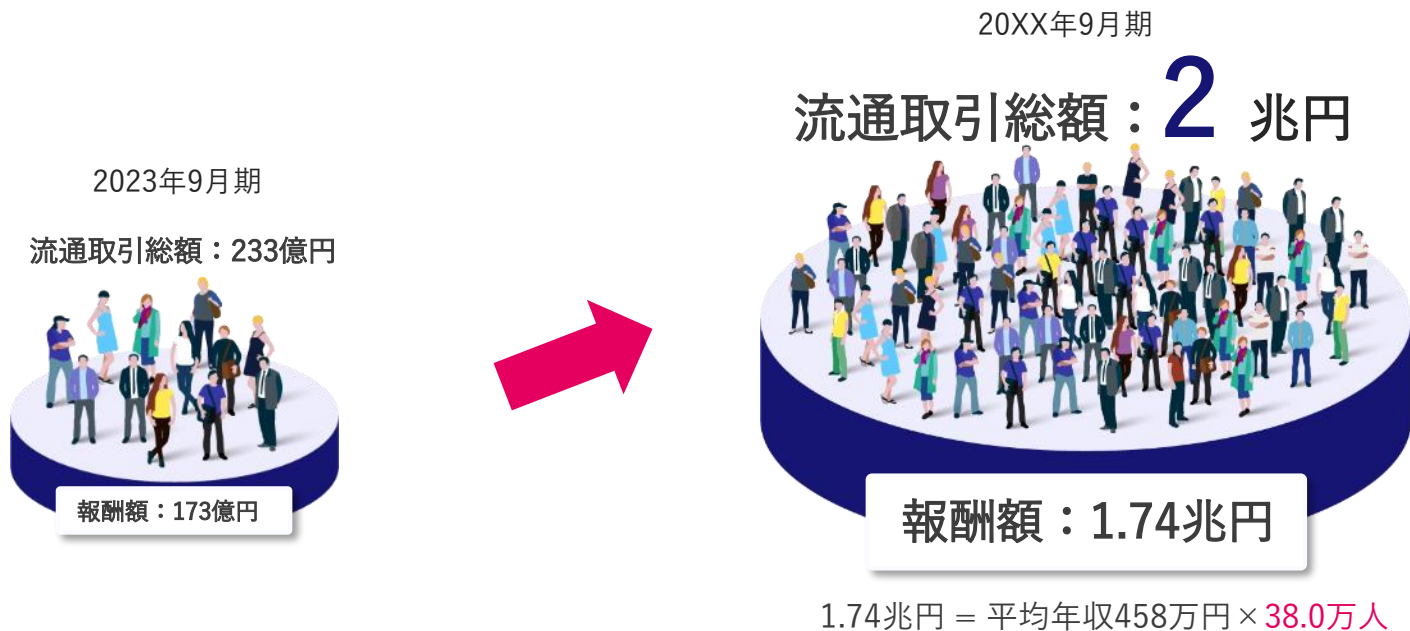 2023年9月期
流通取引総額：233億円
報酬額：173億円
20XX年9月期
流通取引総額：2 兆円
報酬額：1.74兆円
1.74兆円 = 平均年収458万円×38.0万人